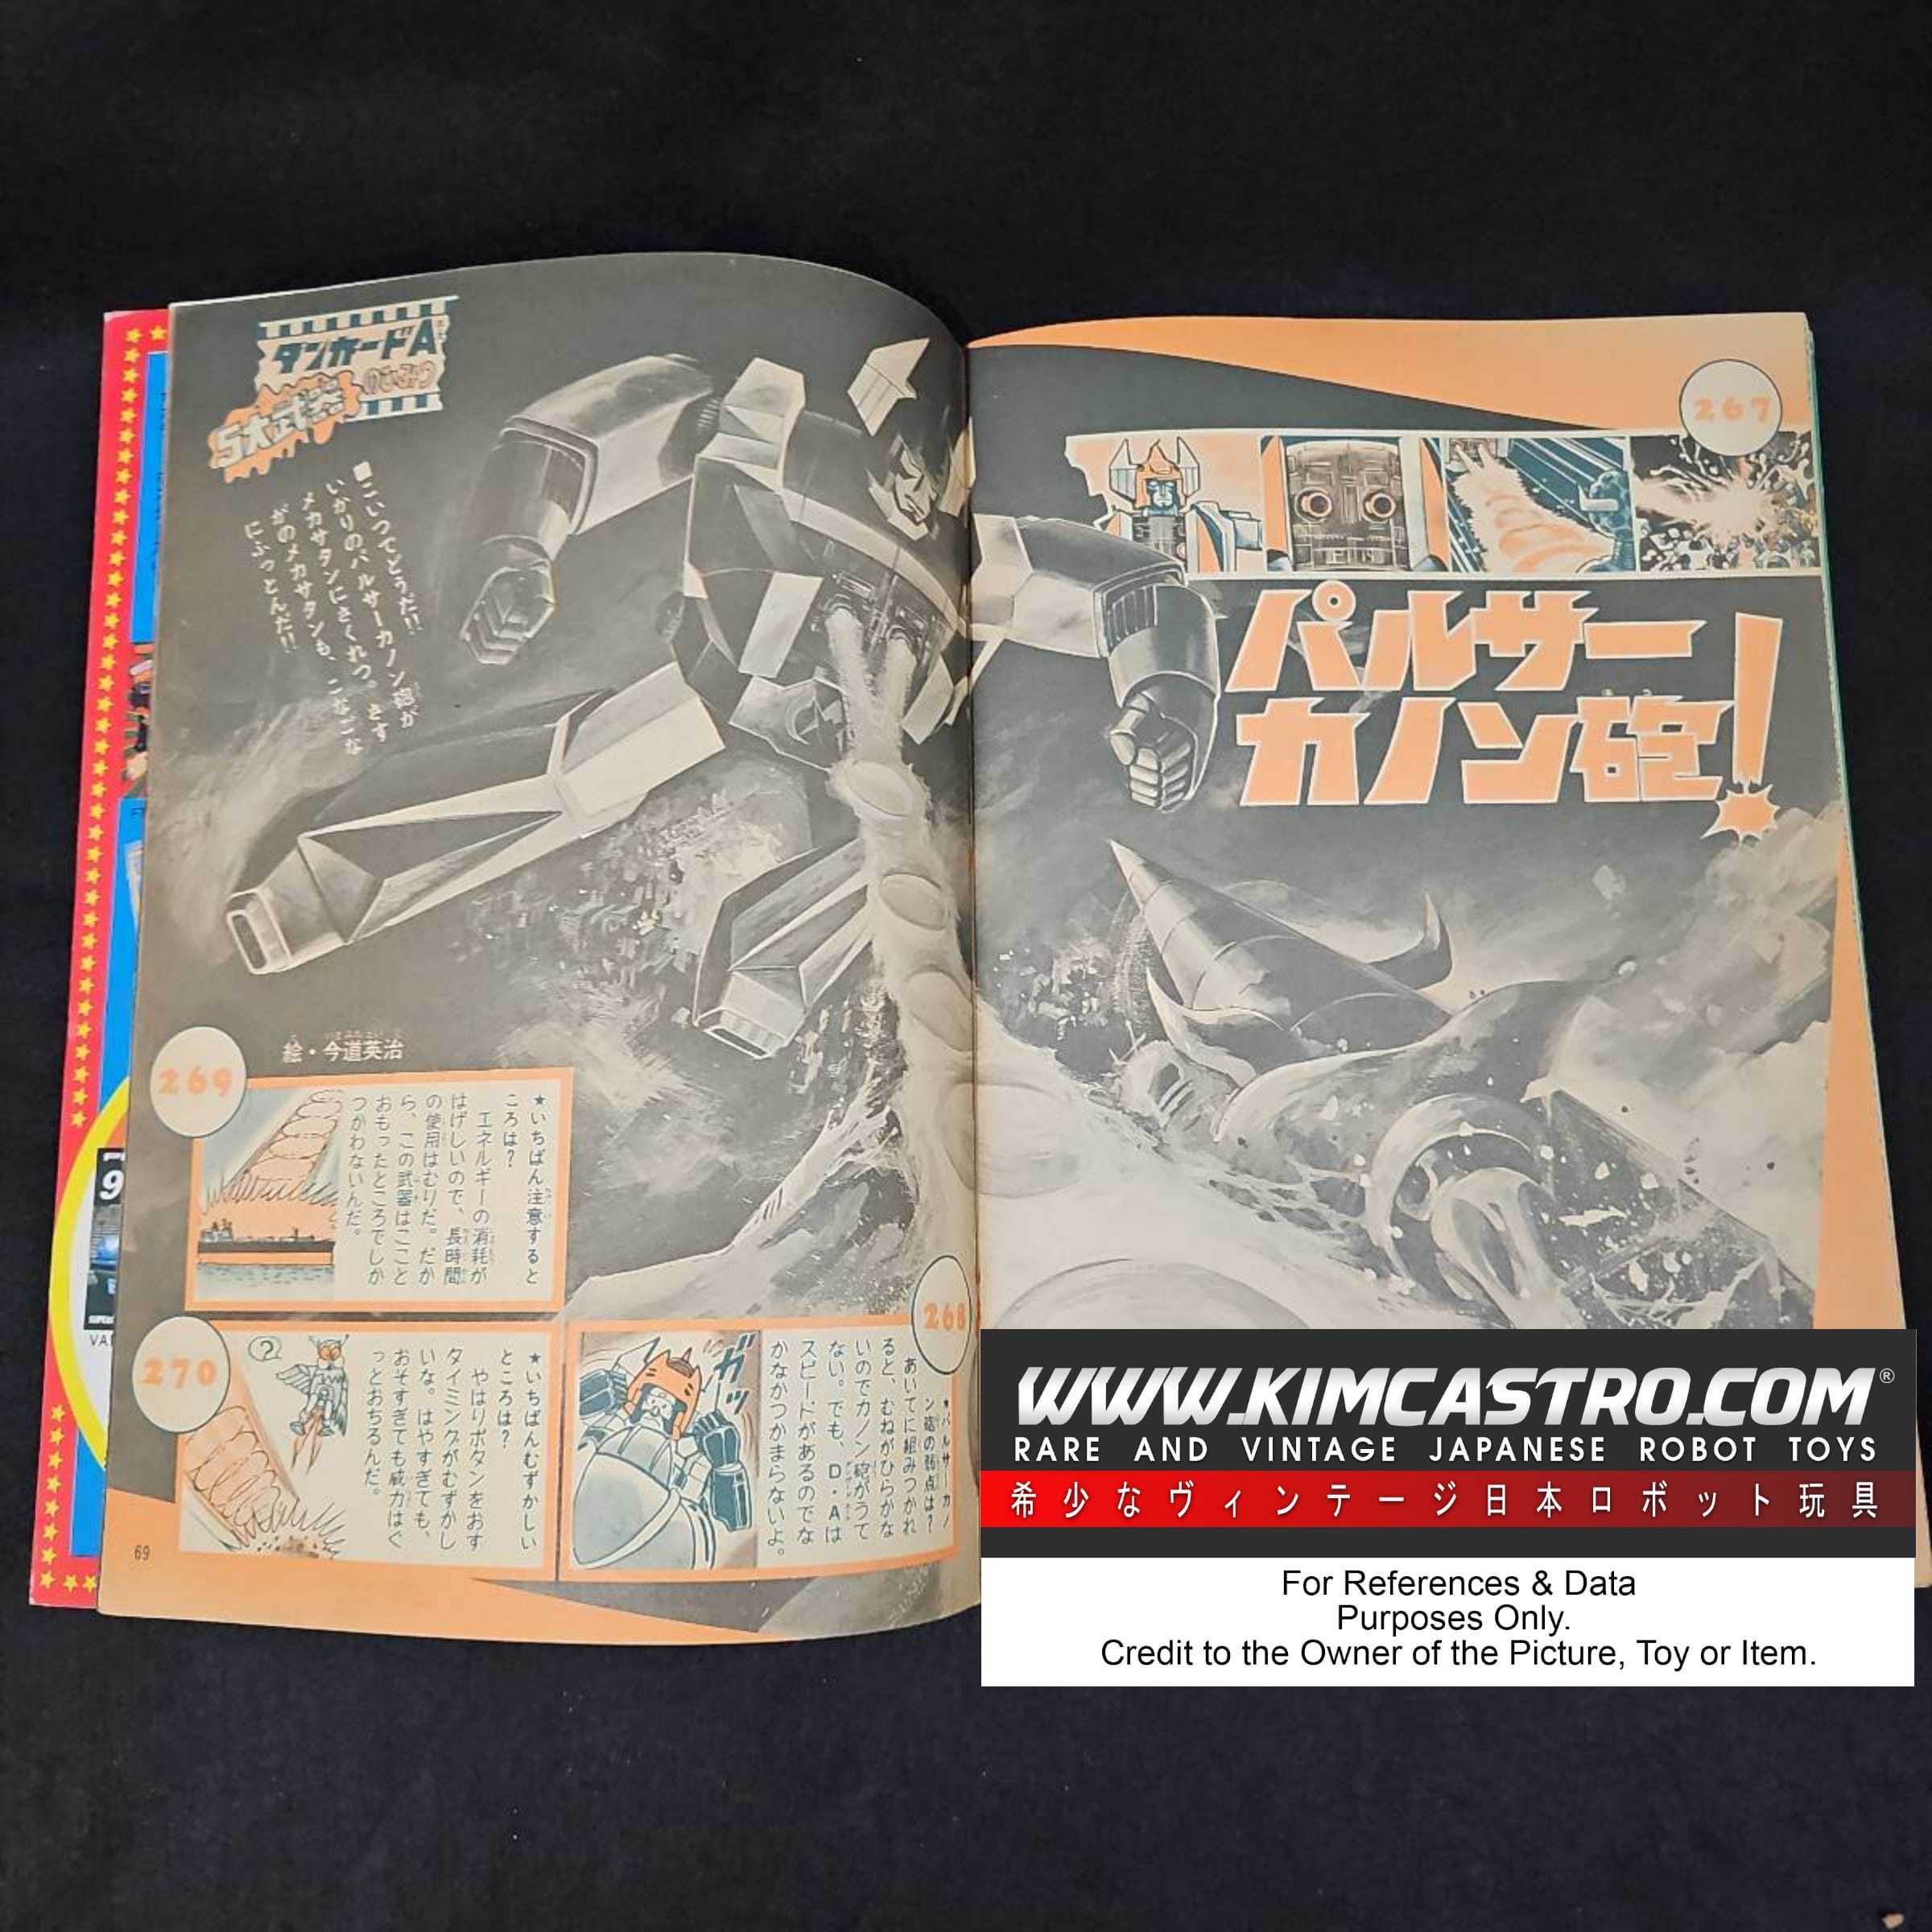 267
パルサー
カノン砲!
ダンガードA
のひみつ
5大武器
■こいつでどうだ!!
いかりのパルサーカノン砲が
メカサタンにさくれつ。さす
がのメカサタンも、こなごな
にふっとんだ!!
絵・今道英治
268
★パルサーカノ
ン砲の弱点は?
あいてに組みつかれ
ると、むねがひらかな
いのでカノン砲がうて
ない。でも、D・Aは
スピードがあるのでな
かなかつかまらないよ。
ガッ
269
★いちばん注意すると
ころは?
エネルギーの消耗が
はげしいので、長時間
の使用はむりだ。だか
ら、この武器はここと
おもったところでしか
つかわないんだ。
270
★いちばんむずかしい
ところは?
やはりボタンをおす
タイミングがむずかし
いな。はやすぎても、
おそすぎても威力はぐ
っとおちるんだ。
?
69
WWW.KIMCASTRO.COM®
RARE AND VINTAGE JAPANESE ROBOT TOYS
希少なヴィンテージ日本ロボット玩具
For References & Data
Purposes Only.
Credit to the Owner of the Picture, Toy or Item.